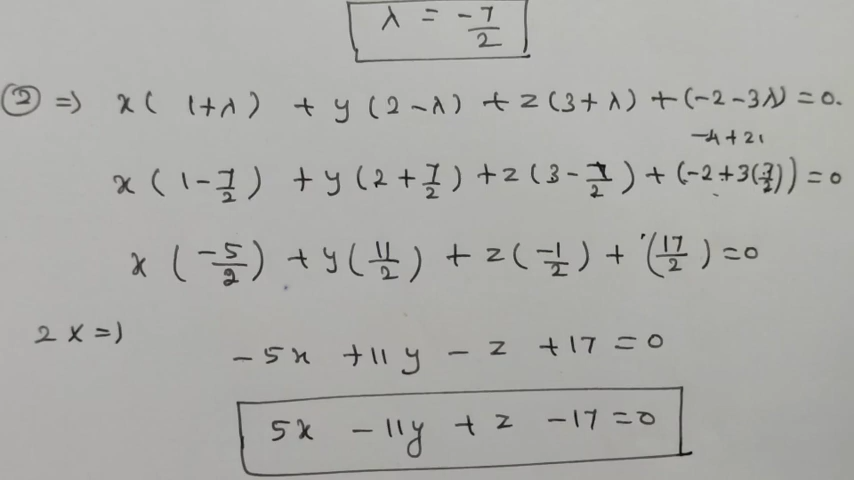 λ = -7/2
② ⇒ x(1+λ) + y(2-λ) + z(3+λ) + (-2-3λ) = 0.
-4+21
x(1-7/2) + y(2+7/2) + z(3-7/2) + (-2+3(7/2)) = 0
x(-5/2) + y(11/2) + z(-1/2) + (17/2) = 0
2 x ⇒
-5x + 11y - z + 17 = 0
5x - 11y + z - 17 = 0